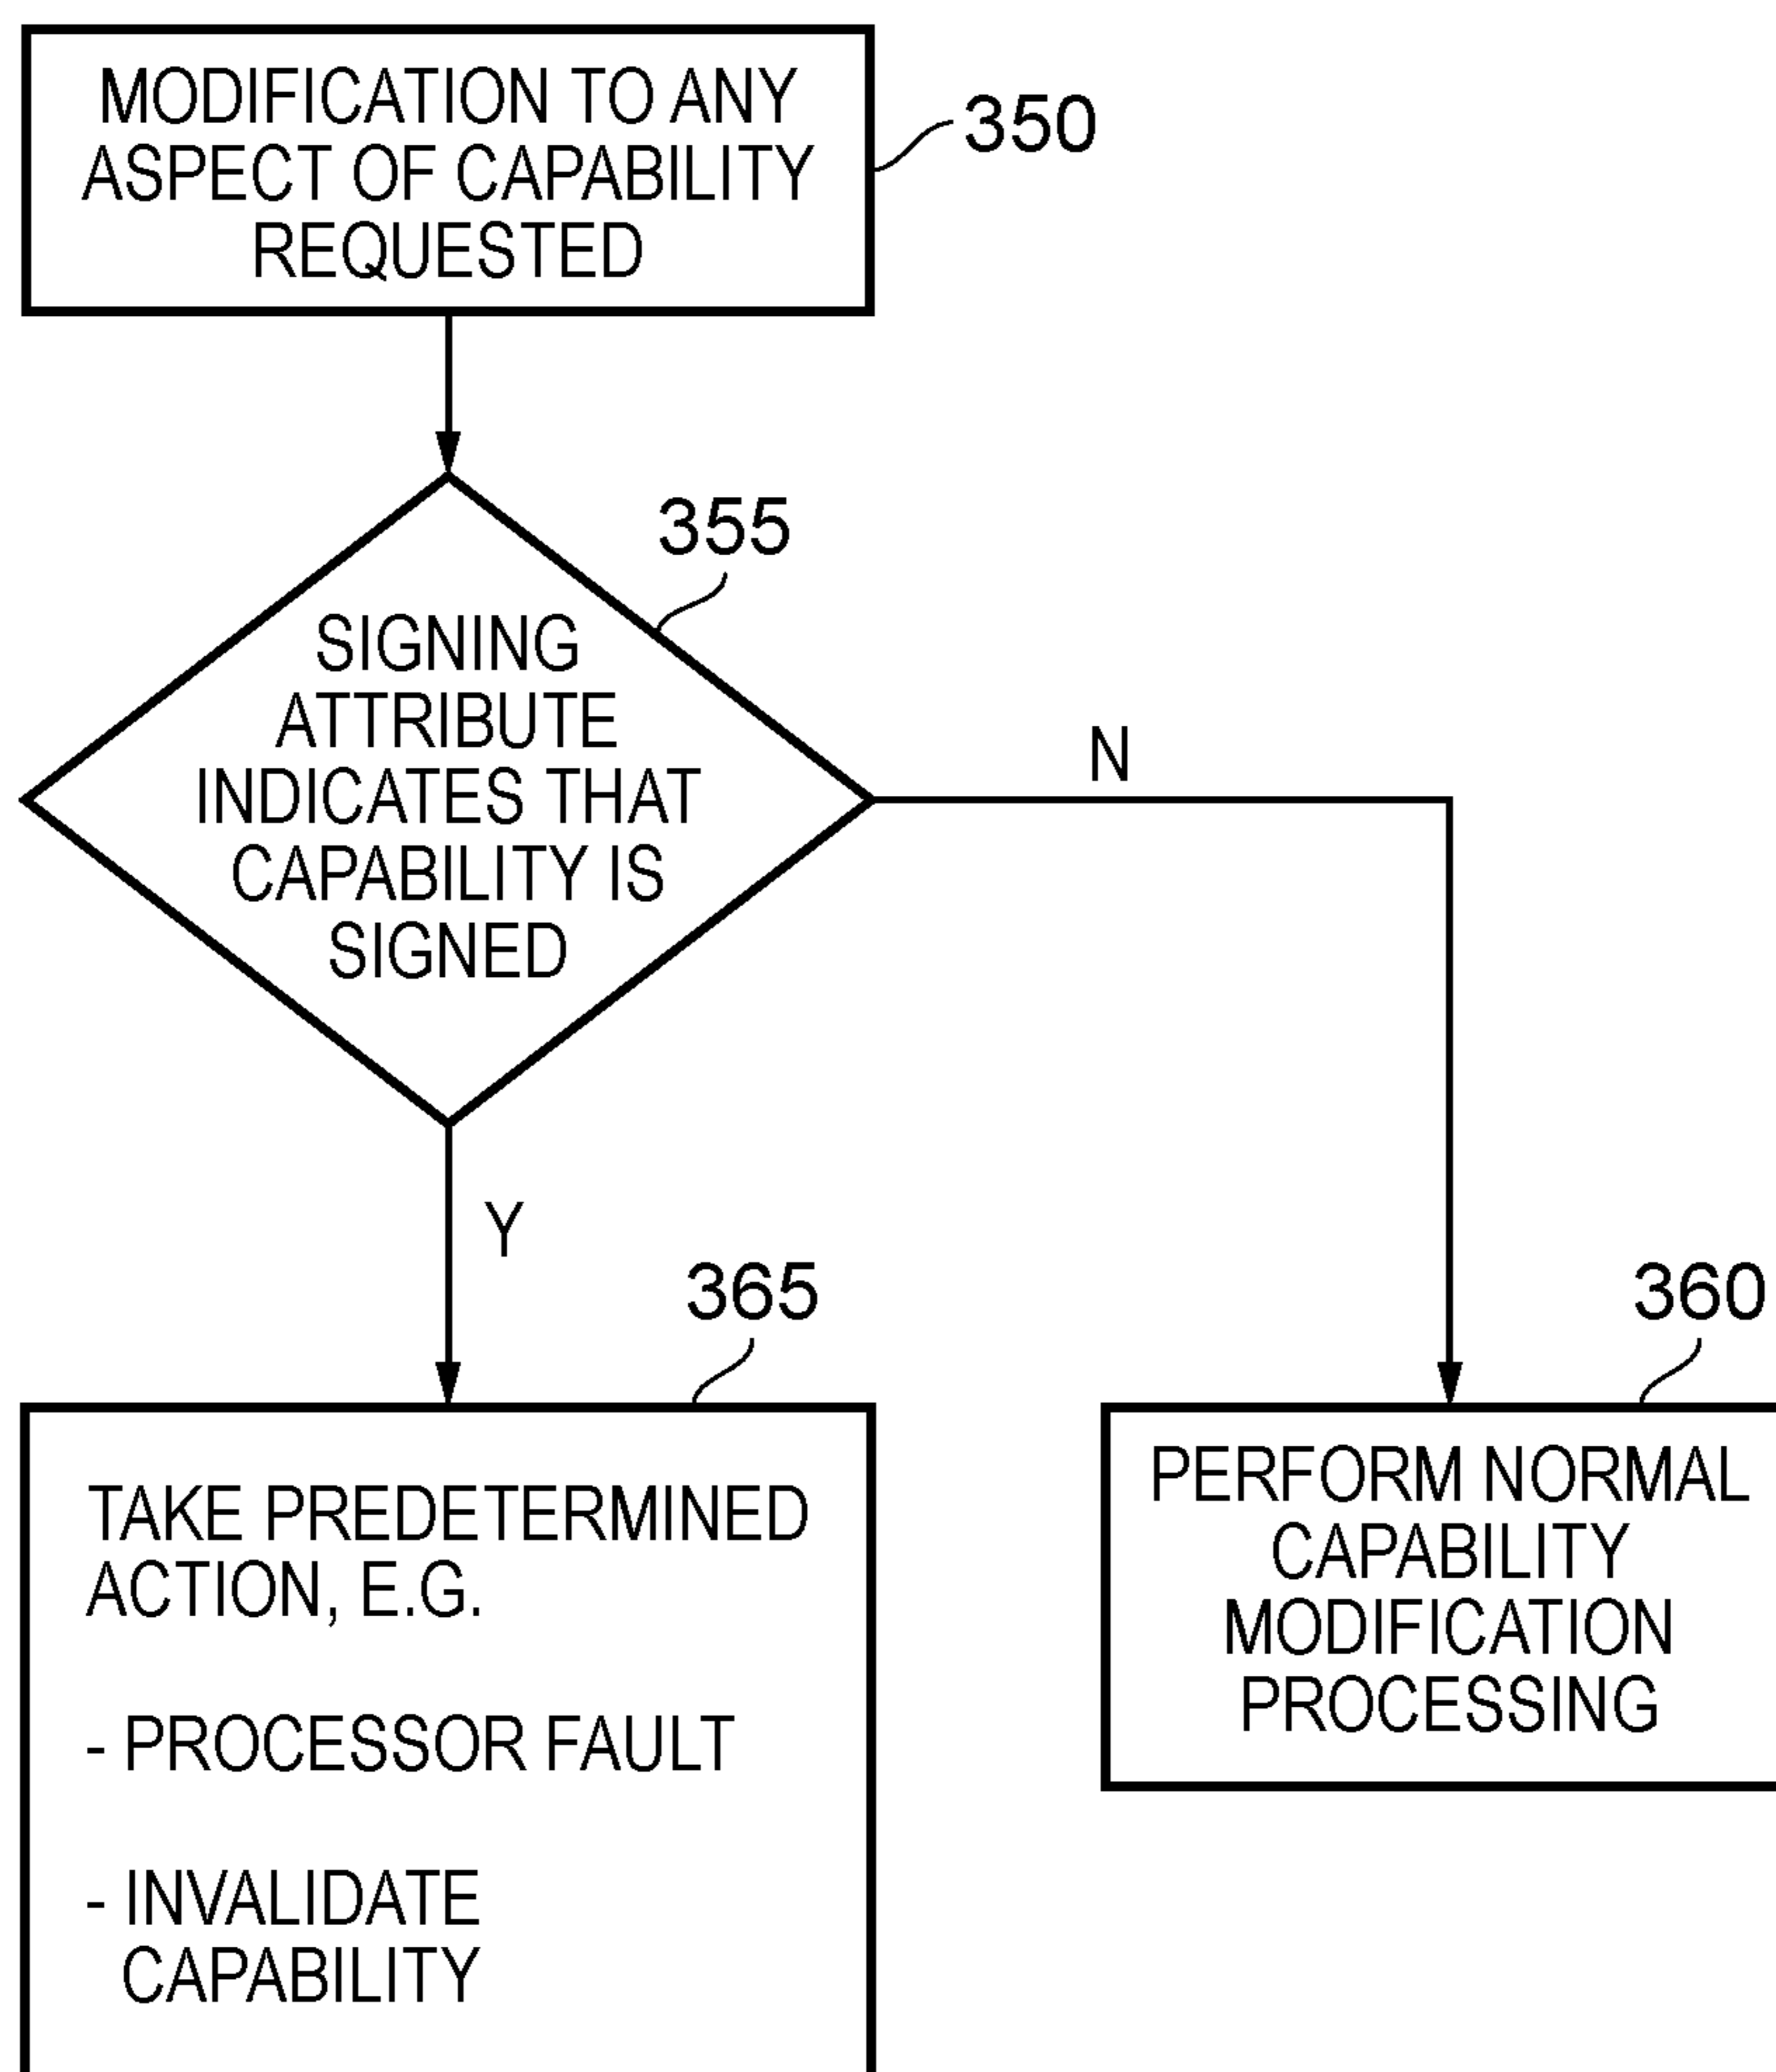 MODIFICATION TO ANY
ASPECT OF CAPABILITY
REQUESTED
350
355
SIGNING
ATTRIBUTE
INDICATES THAT
CAPABILITY IS
SIGNED
N
Y
365
TAKE PREDETERMINED
ACTION, E.G.
- PROCESSOR FAULT
- INVALIDATE
CAPABILITY
360
PERFORM NORMAL
CAPABILITY
MODIFICATION
PROCESSING